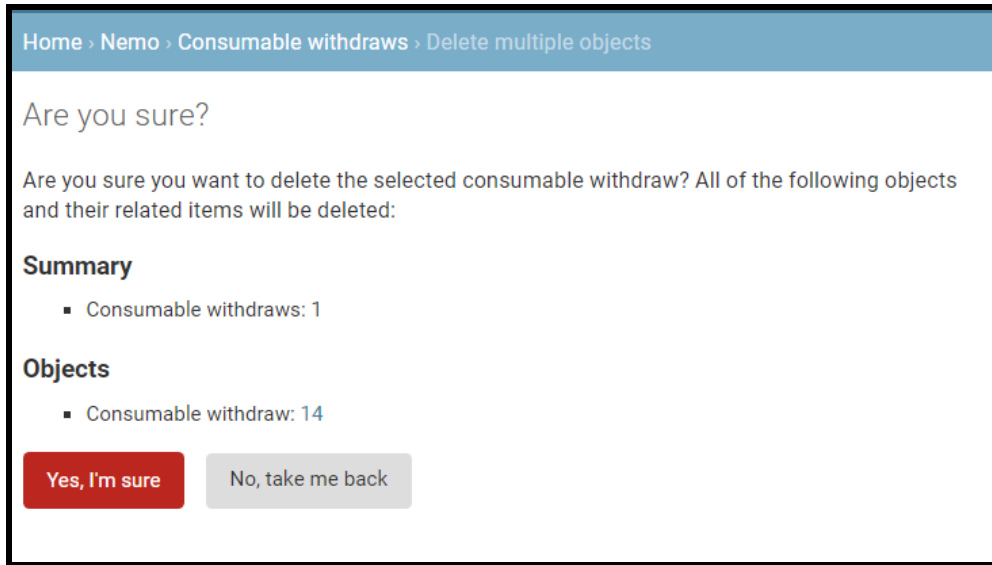 Home › Nemo › Consumable withdraws › Delete multiple objects
Are you sure?
Are you sure you want to delete the selected consumable withdraw? All of the following objects
and their related items will be deleted:
Summary
▪ Consumable withdraws: 1
Objects
▪ Consumable withdraw: 14
Yes, I'm sure No, take me back